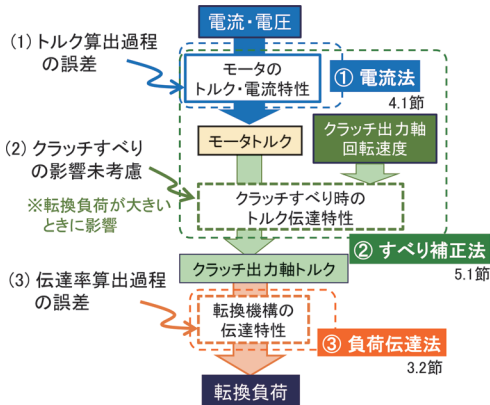 電流・電圧
(1) トルク算出過程
の誤差
モータの
トルク・電流特性
① 電流法
4.1節
モータトルク
クラッチ出力軸
回転速度
(2) クラッチすべり
の影響未考慮
※転換負荷が大きい
ときに影響
クラッチすべり時の
トルク伝達特性
② すべり補正法
5.1節
クラッチ出力軸トルク
(3) 伝達率算出過程
の誤差
転換機構の
伝達特性
③ 負荷伝達法
3.2節
転換負荷